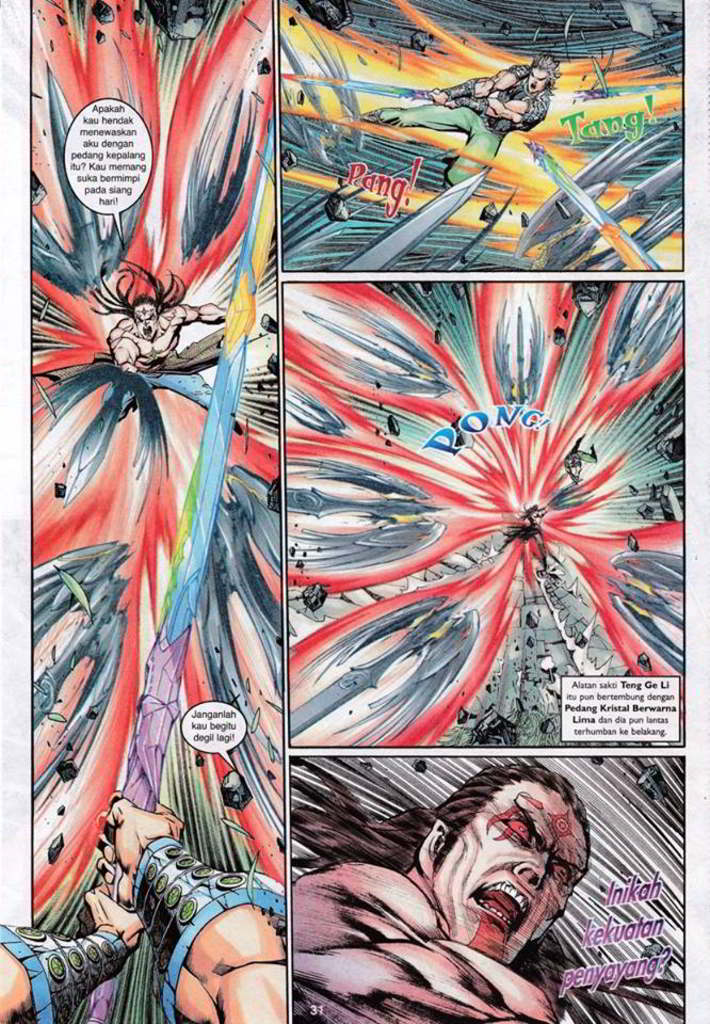 Apakah
kau hendak
menewaskan
aku dengan
pedang kepalang
itu? Kau memang
suka bermimpi
pada siang
hari!
Janganlah
kau begitu
degil lagi!
Tang!
Pang!
PONG!
Alatan sakti Teng Ge Li
itu pun bertembung dengan
Pedang Kristal Berwarna
Lima dan dia pun lantas
terhumban ke belakang.
Inikah
kekuatan
penyayang?
31